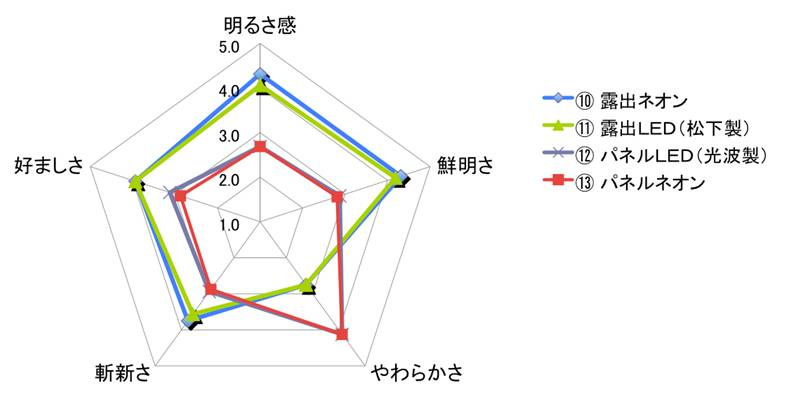 明るさ感
5.0
4.0
3.0
2.0
1.0
鮮明さ
やわらかさ
斬新さ
好ましさ
⑩ 露出ネオン
⑪ 露出LED(松下製)
⑫ パネルLED(光波製)
⑬ パネルネオン